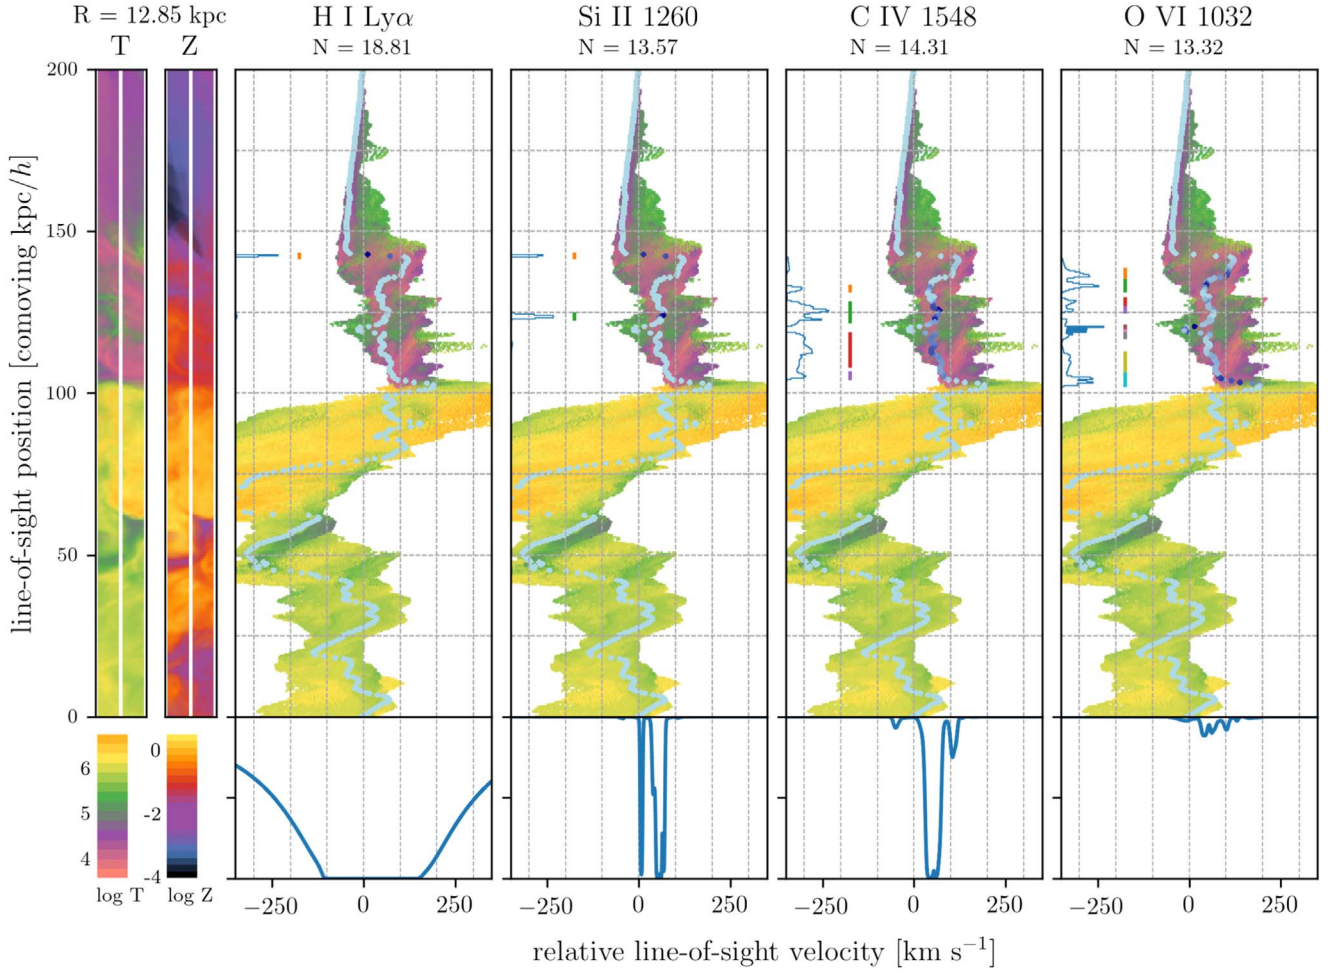 R = 12.85 kpc
T Z
H I Lyα
N = 18.81
Si II 1260
N = 13.57
C IV 1548
N = 14.31
O VI 1032
N = 13.32
line-of-sight position [comoving kpc/h]
200
150
100
50
0
6
5
4
log T
0
-2
-4
log Z
−250 0 250
−250 0 250
−250 0 250
−250 0 250
relative line-of-sight velocity [km s⁻¹]